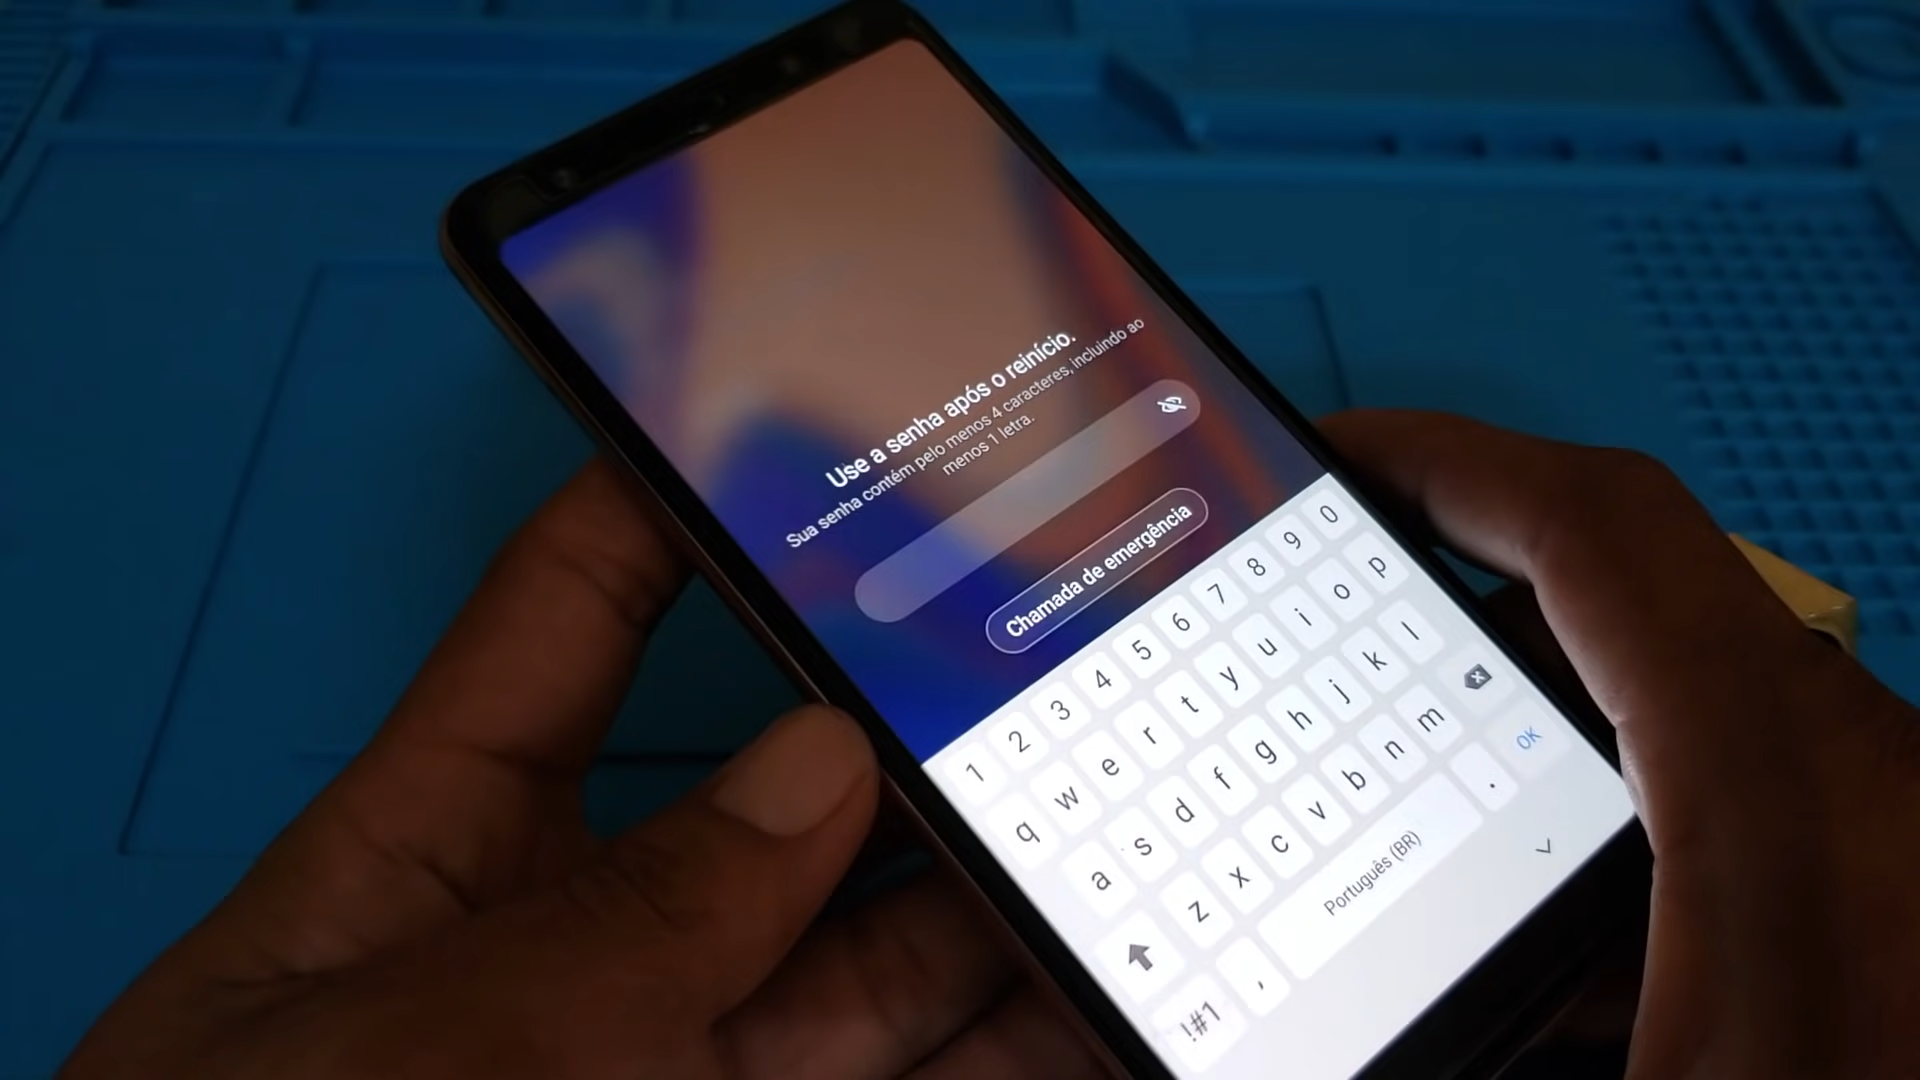 Use a senha após o reinício.
Sua senha contém pelo menos 4 caracteres, incluindo ao
menos 1 letra.
Chamada de emergência
1 2 3 4 5 6 7 8 9 0
q w e r t y u i o p
a s d f g h j k l
z x c v b n m
!#1 , Português (BR) . OK